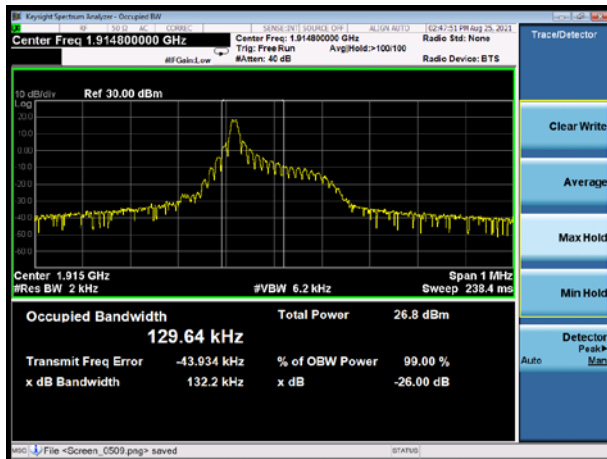 Keysight Spectrum Analyzer - Occupied BW
RF 50 Ω AC CORREC SENSE:INT SOURCE OFF ALIGN AUTO 02:47:51 PM Aug 25, 2021
Center Freq 1.914800000 GHz Center Freq: 1.914800000 GHz Radio Std: None Trace/Detector
Trig: Free Run Avg|Hold:>100/100
#IFGain:Low #Atten: 40 dB Radio Device: BTS
10 dB/div Ref 30.00 dBm
Log
20.0
10.0
0.00
-10.0
-20.0
-30.0
-40.0
-50.0
-60.0
Center 1.915 GHz Span 1 MHz
#Res BW 2 kHz #VBW 6.2 kHz Sweep 238.4 ms
Occupied Bandwidth Total Power 26.8 dBm
129.64 kHz
Transmit Freq Error -43.934 kHz % of OBW Power 99.00 %
x dB Bandwidth 132.2 kHz x dB -26.00 dB
Clear Write
Average
Max Hold
Min Hold
Detector
Peak▶
Auto Man
MSG File <Screen_0509.png> saved STATUS